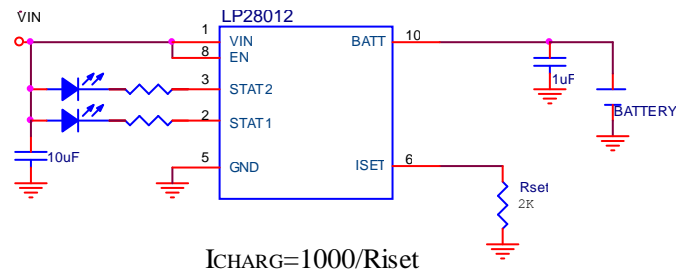 VIN
LP28012
1
VIN
8
EN
3
STAT2
2
STAT1
5
GND
BATT
10
ISET
6
10uF
1uF
BATTERY
Rset
2K
ICHARG=1000/Riset